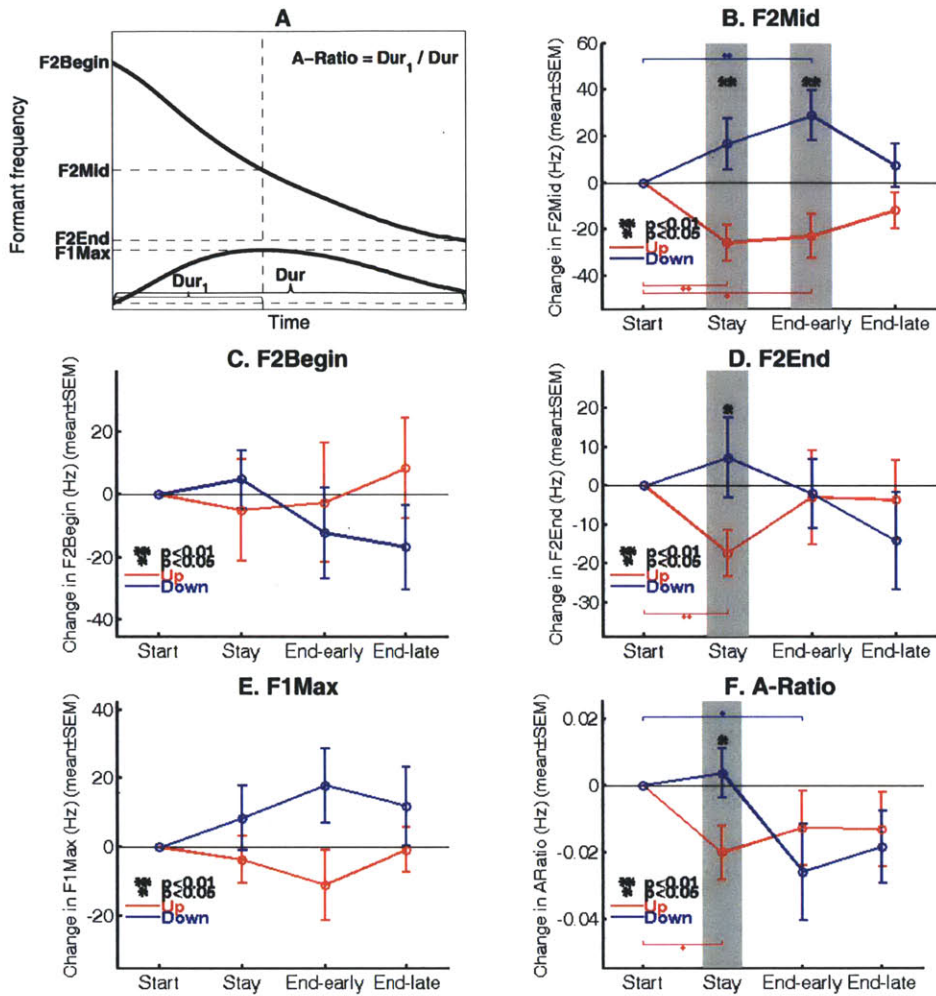 A
F2Begin
A-Ratio = Dur1 / Dur
Formant frequency
F2Mid
F2End
F1Max
Dur1
Dur
Time
B. F2Mid
Change in F2Mid (Hz) (mean±SEM)
60
40
20
0
-20
-40
**
**
**
** p<0.01
* p<0.05
Up
Down
**
*
Start Stay End-early End-late
C. F2Begin
Change in F2Begin (Hz) (mean±SEM)
20
0
-20
-40
** p<0.01
* p<0.05
Up
Down
Start Stay End-early End-late
D. F2End
Change in F2End (Hz) (mean±SEM)
20
10
0
-10
-20
-30
*
** p<0.01
* p<0.05
Up
Down
**
Start Stay End-early End-late
E. F1Max
Change in F1Max (Hz) (mean±SEM)
40
20
0
-20
** p<0.01
* p<0.05
Up
Down
Start Stay End-early End-late
F. A-Ratio
Change in ARatio (Hz) (mean±SEM)
0.02
0
-0.02
-0.04
*
*
** p<0.01
* p<0.05
Up
Down
*
Start Stay End-early End-late